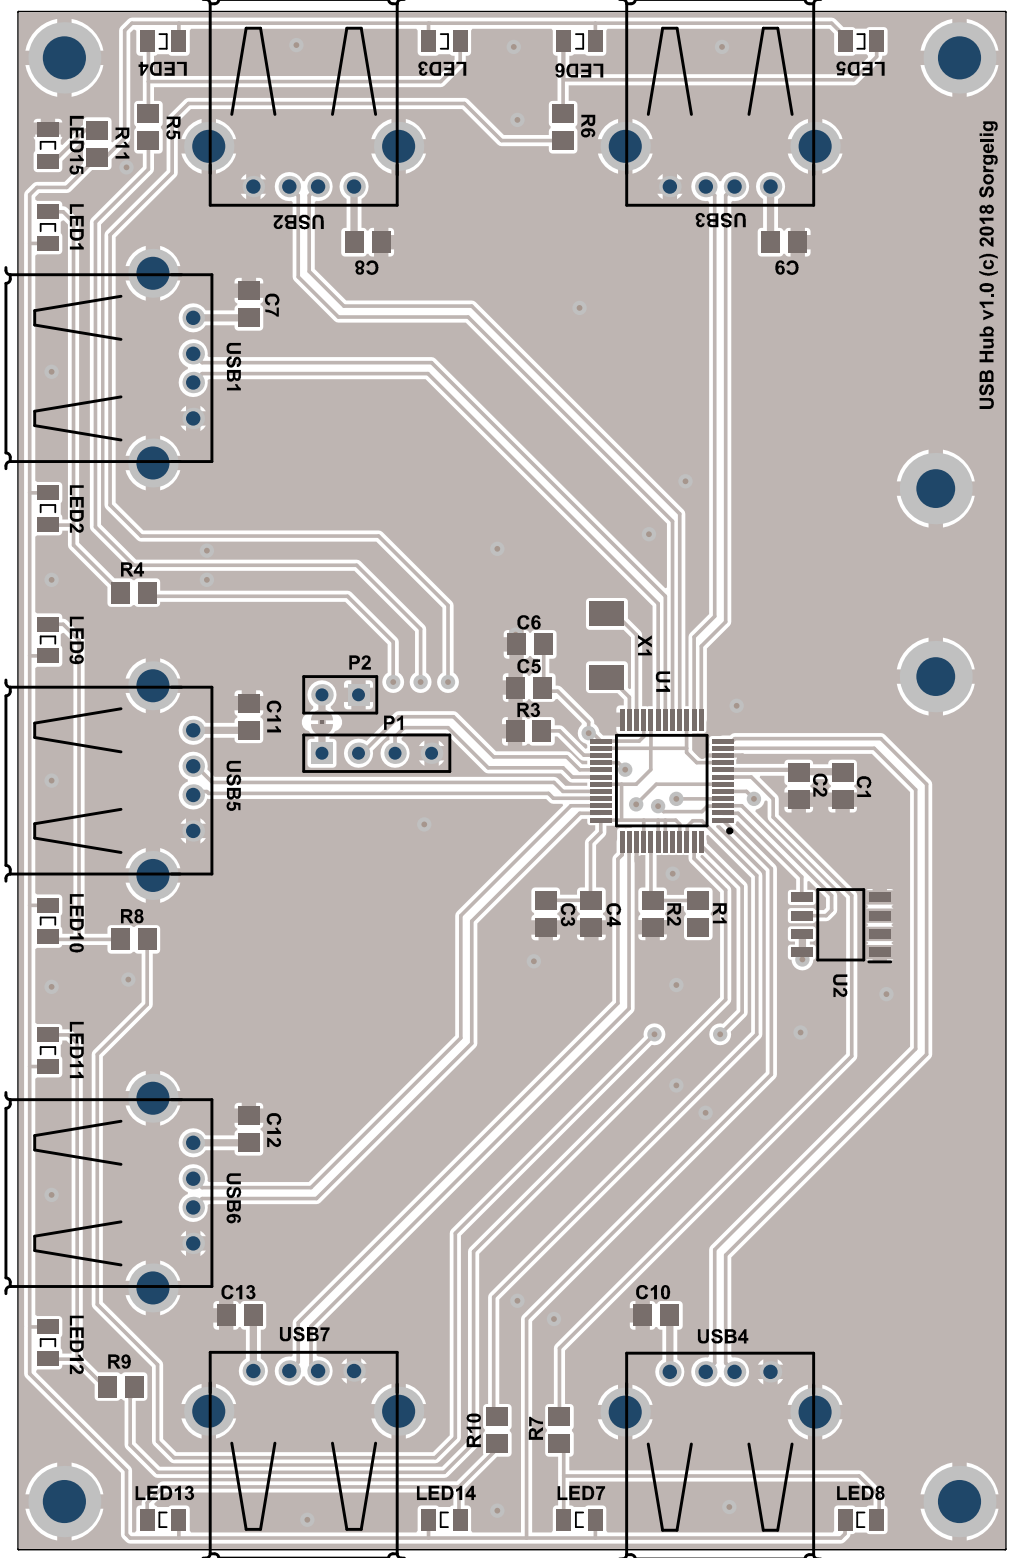 LED4
LED3
LED6
LED5
LED15
R11
R5
R6
USB Hub v1.0 (c) 2018 Sorgelig
LED1
USB2
USB3
C8
C9
C7
USB1
LED2
R4
LED9
C6
X1
P2
C5
U1
C11
P1
R3
USB5
C2
C1
LED10
R8
C3
C4
R2
R1
U2
LED11
C12
USB6
C13
C10
LED12
USB7
USB4
R9
R10
R7
LED13
LED14
LED7
LED8